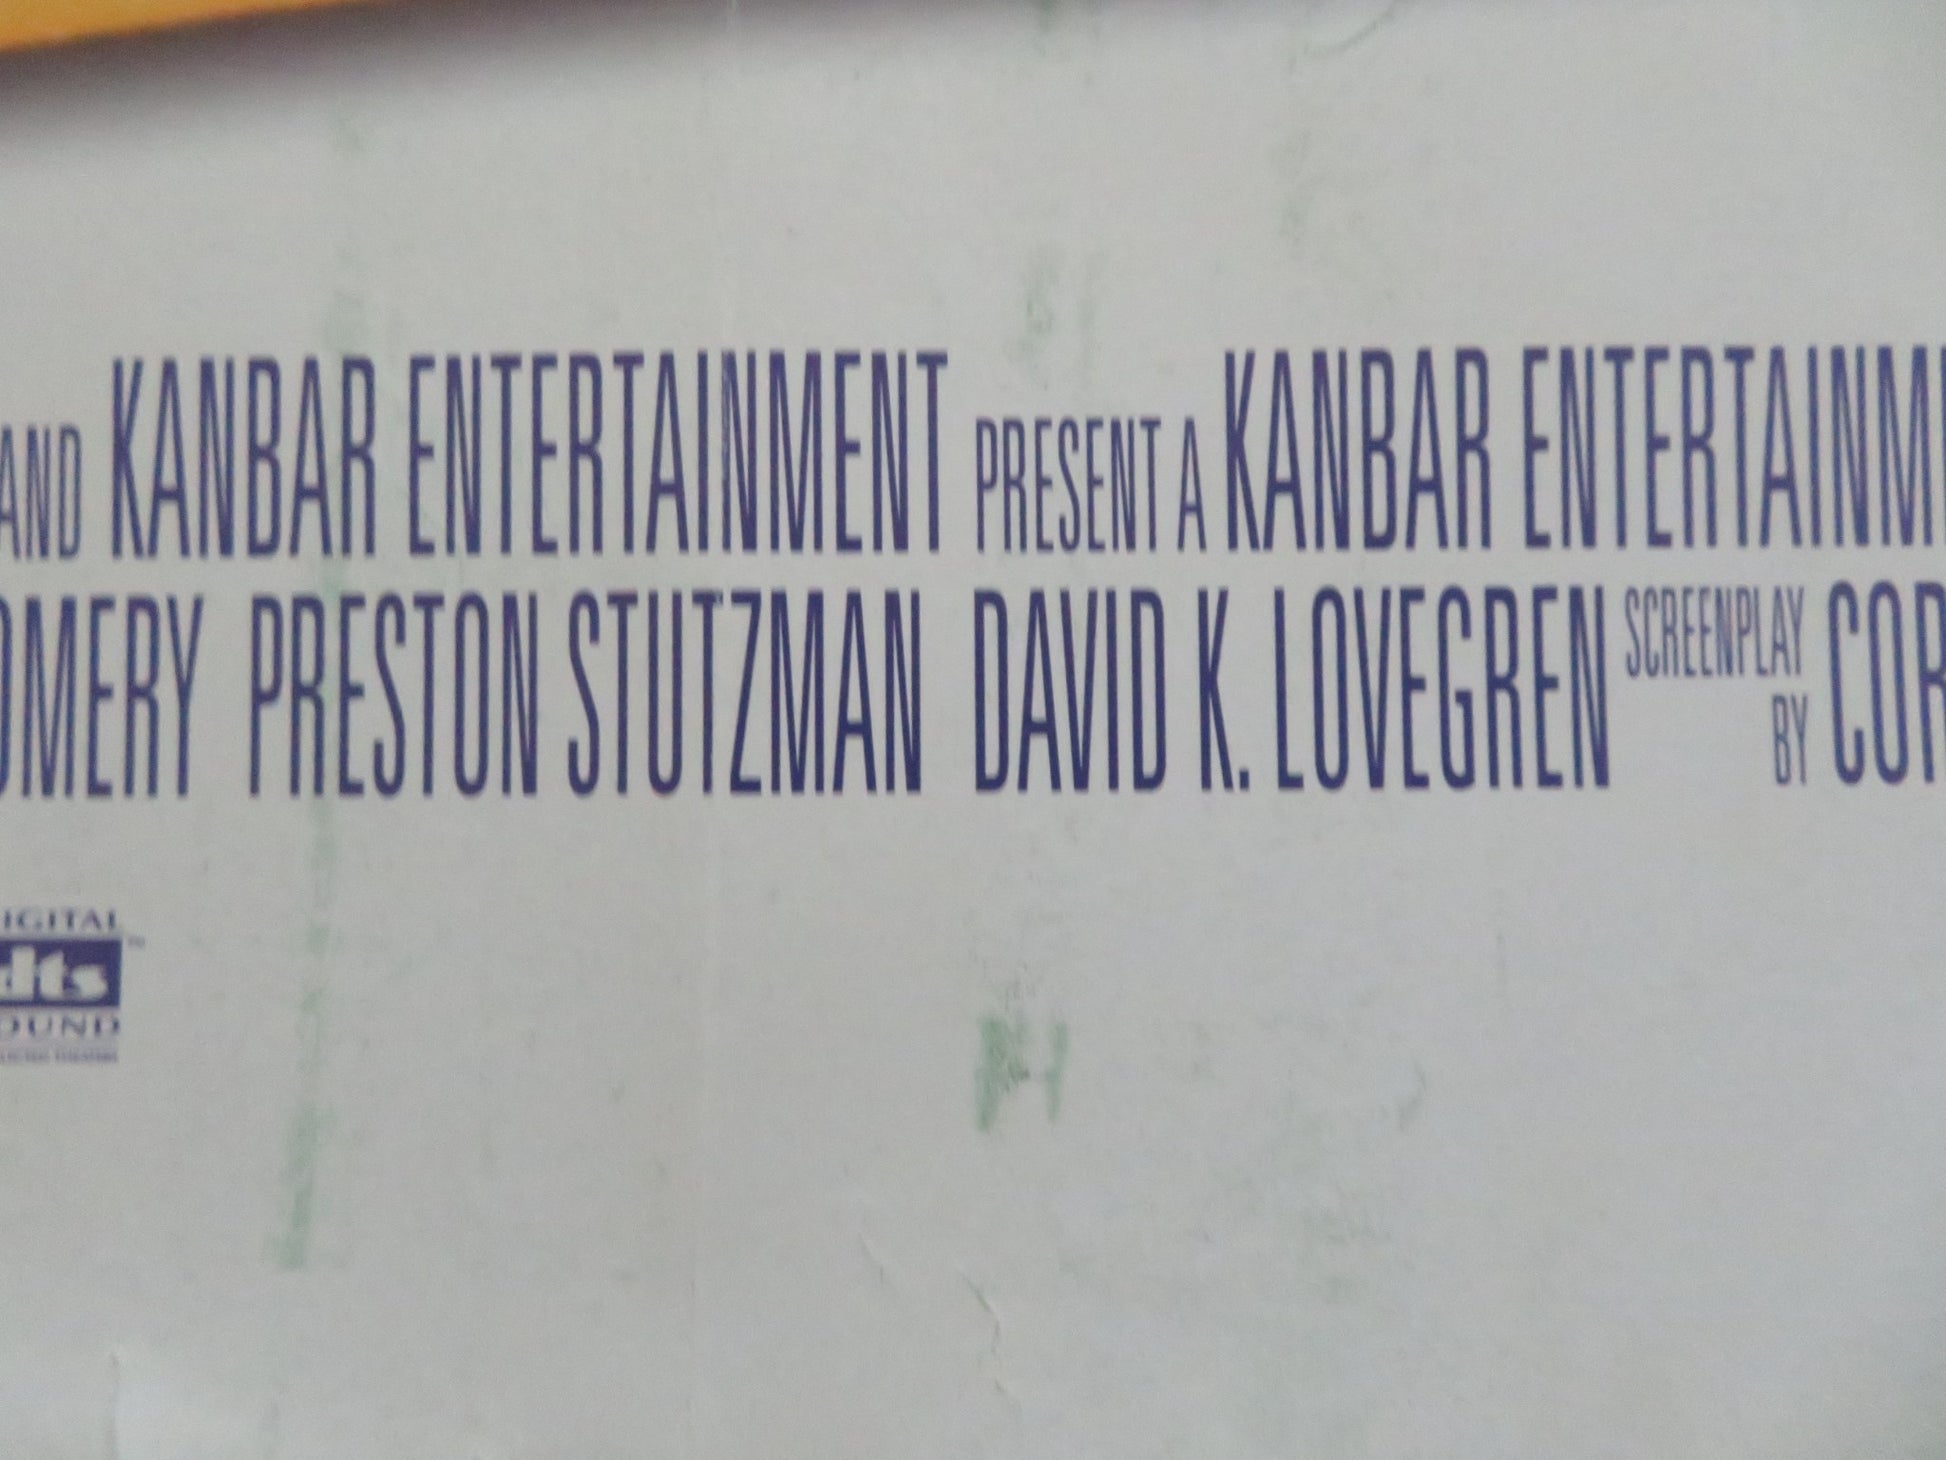 AND KANBAR ENTERTAINMENT PRESENT A KANBAR ENTERTAINM
OMERY PRESTON STUTZMAN DAVID K. LOVEGREN SCREENPLAY BY COR
IGITAL
dts
OUND